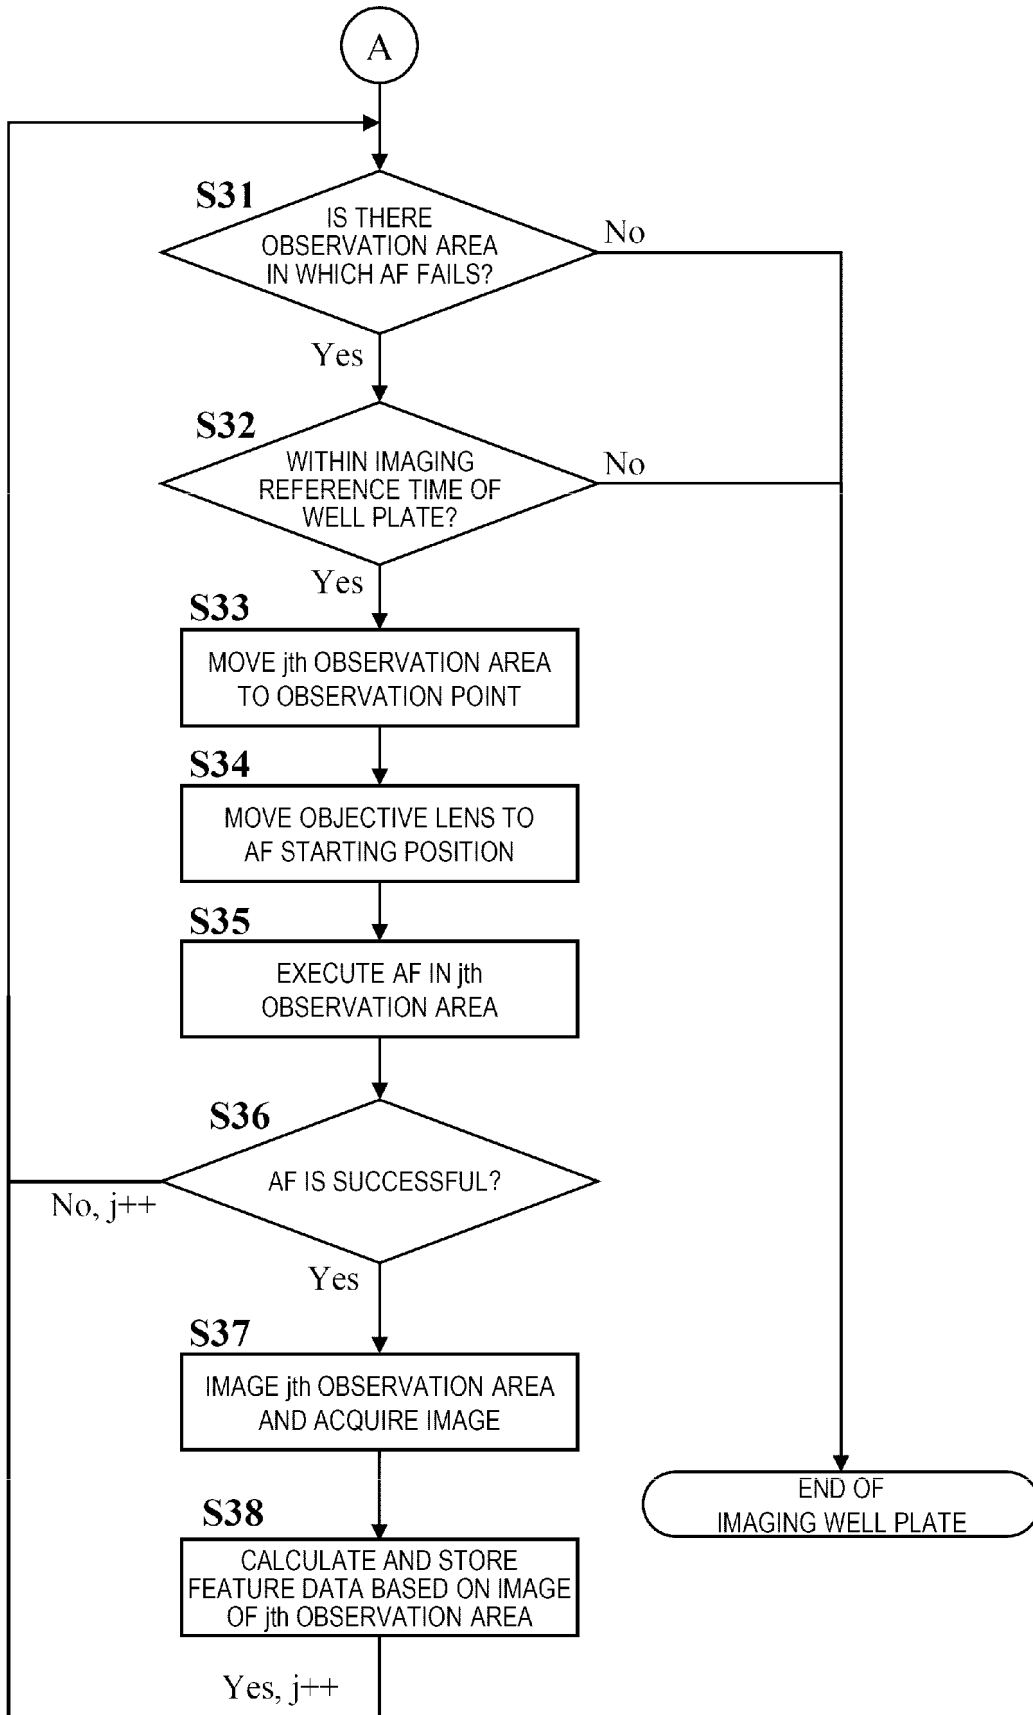 A
S31
IS THERE
OBSERVATION AREA
IN WHICH AF FAILS?
No
Yes
S32
WITHIN IMAGING
REFERENCE TIME OF
WELL PLATE?
No
Yes
S33
MOVE jth OBSERVATION AREA
TO OBSERVATION POINT
S34
MOVE OBJECTIVE LENS TO
AF STARTING POSITION
S35
EXECUTE AF IN jth
OBSERVATION AREA
S36
AF IS SUCCESSFUL?
No, j++
Yes
S37
IMAGE jth OBSERVATION AREA
AND ACQUIRE IMAGE
END OF
IMAGING WELL PLATE
S38
CALCULATE AND STORE
FEATURE DATA BASED ON IMAGE
OF jth OBSERVATION AREA
Yes, j++